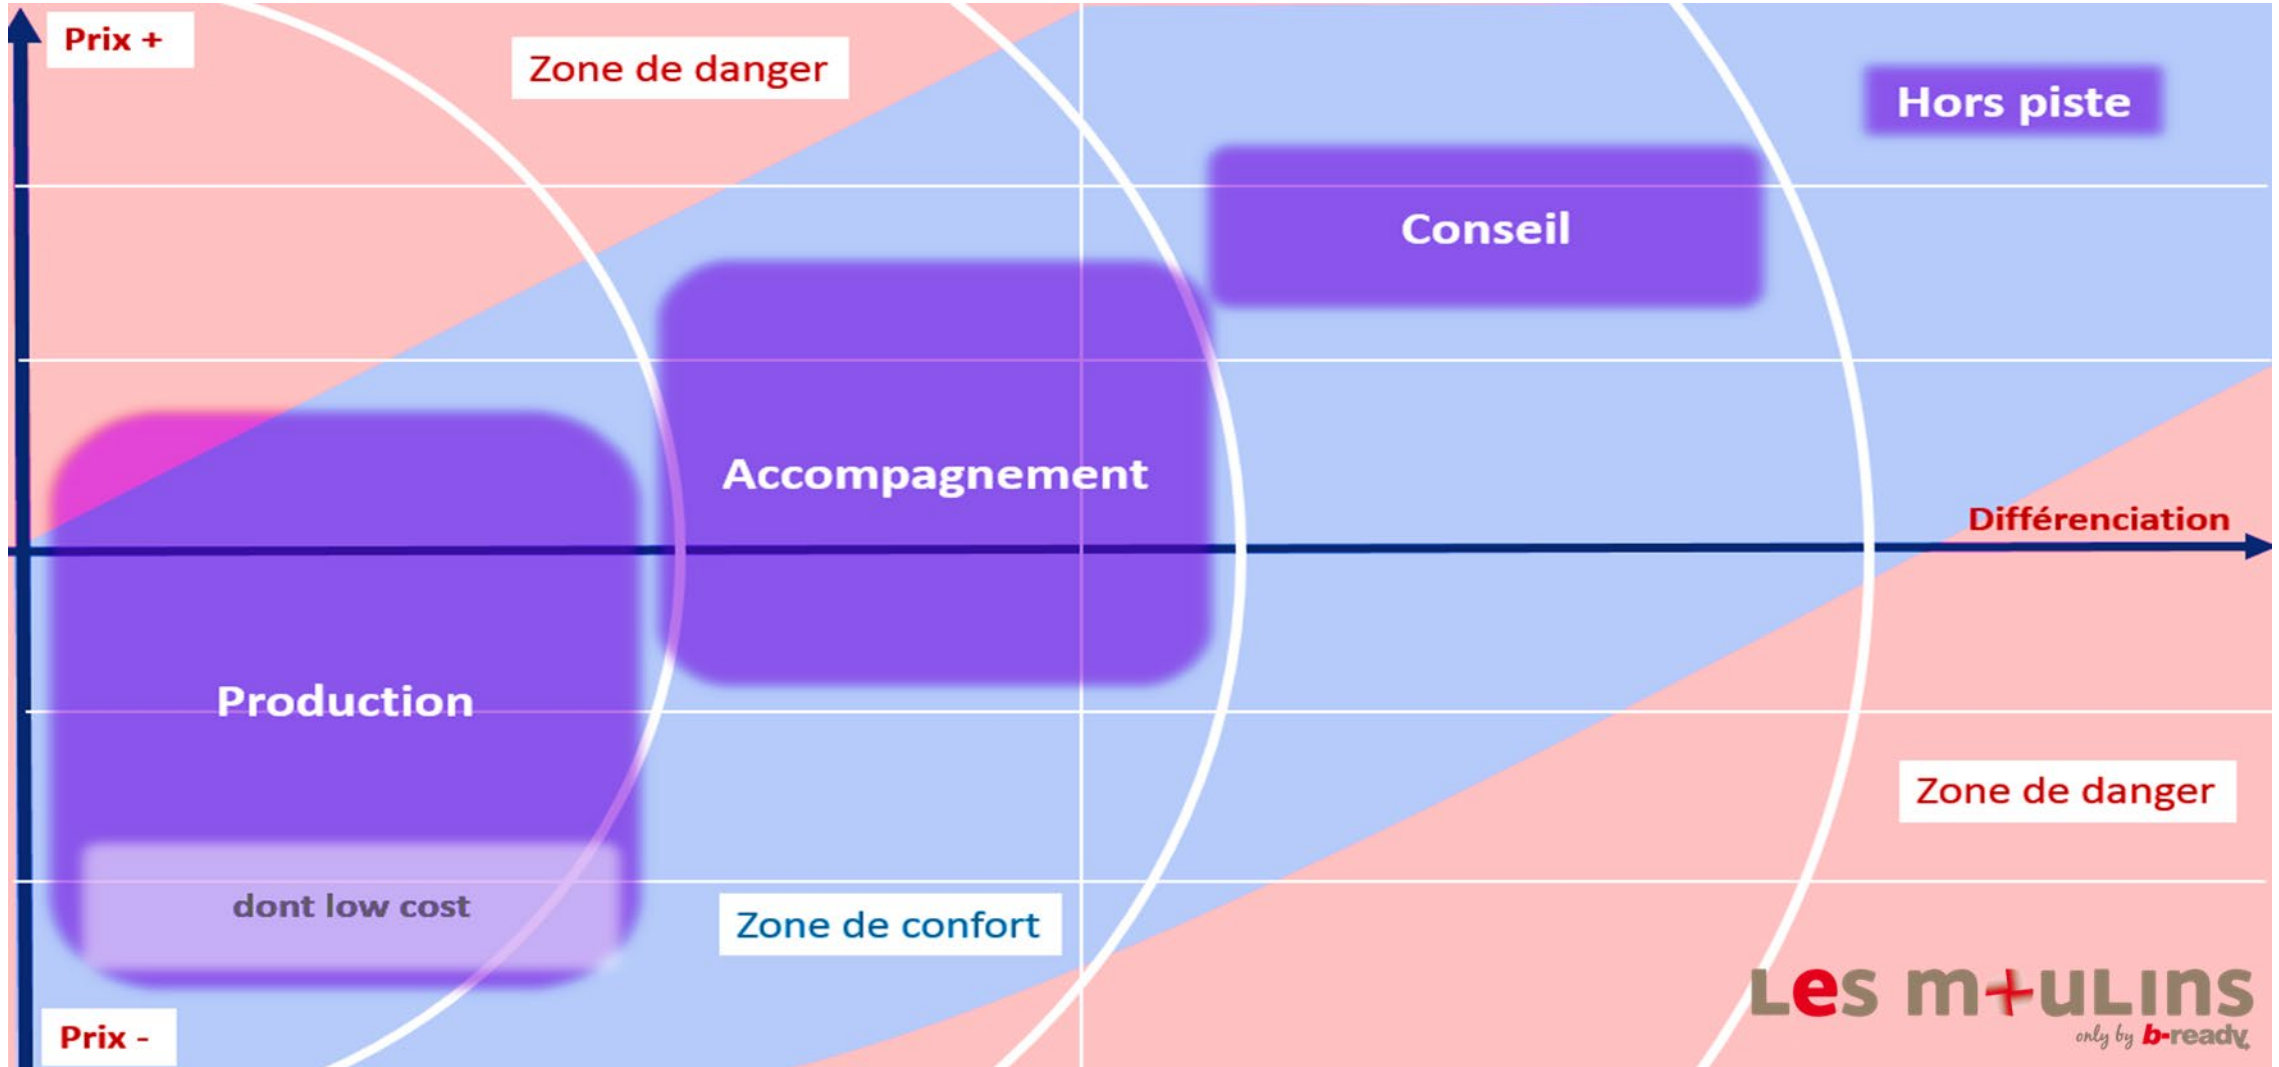 Prix +
Zone de danger
Hors piste
Conseil
Accompagnement
Différenciation
Production
Zone de danger
dont low cost
Zone de confort
Les m+uLins
only by b-ready
Prix -